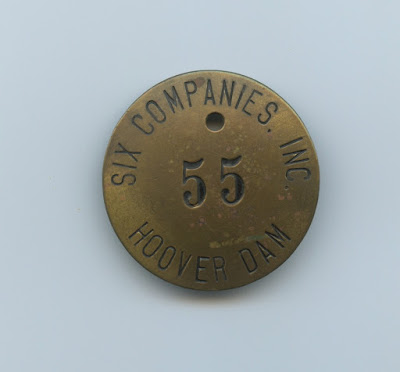 SIX COMPANIES, INC.
55
HOOVER DAM